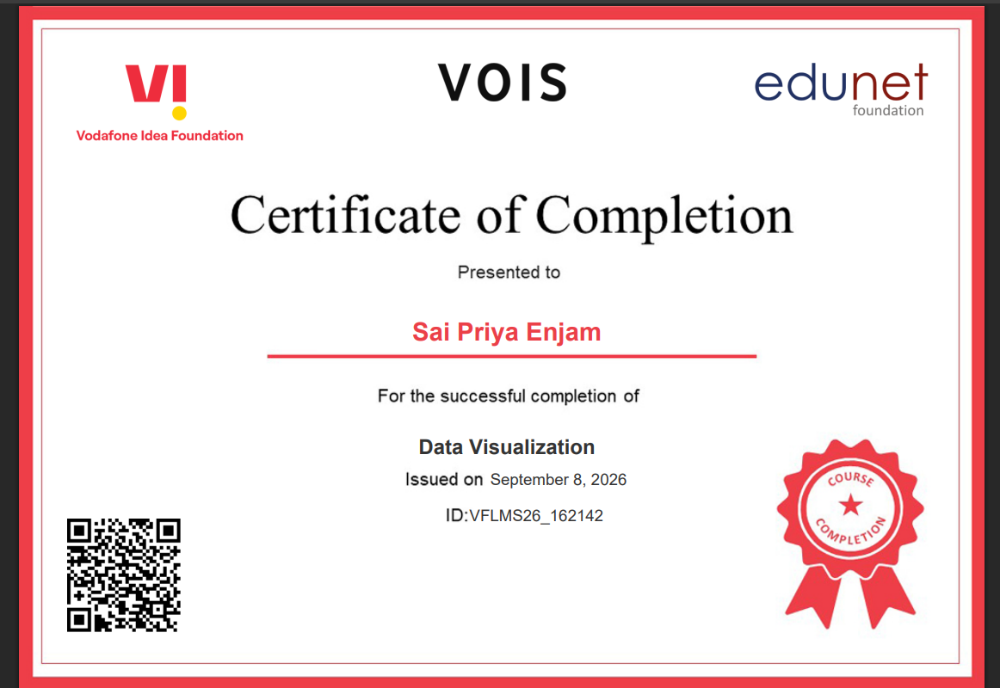 VI
Vodafone Idea Foundation
VOIS
edunet
foundation
Certificate of Completion
Presented to
Sai Priya Enjam
For the successful completion of
Data Visualization
Issued on September 8, 2026
ID:VFLMS26_162142
COURSE
COMPLETION